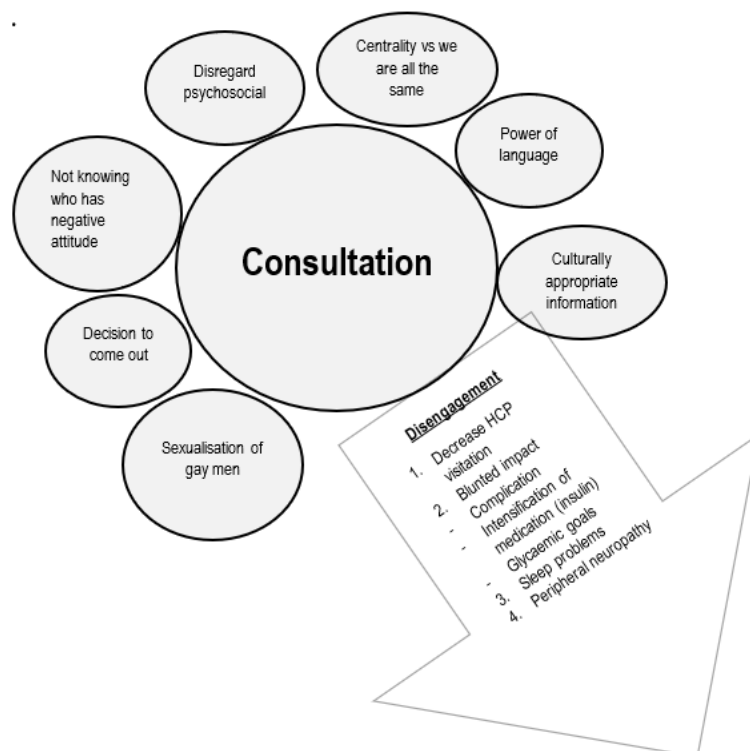 .
Centrality vs we
are all the
same
Disregard
psychosocial
Power of
language
Not knowing
who has
negative
attitude
Consultation
Culturally
appropriate
information
Decision to
come out
Sexualisation of
gay men
Disengagement
1. Decrease HCP
visitation
2. Blunted impact
- Complication
- Intensification of
medication (insulin)
- Glycaemic goals
3. Sleep problems
4. Peripheral neuropathy